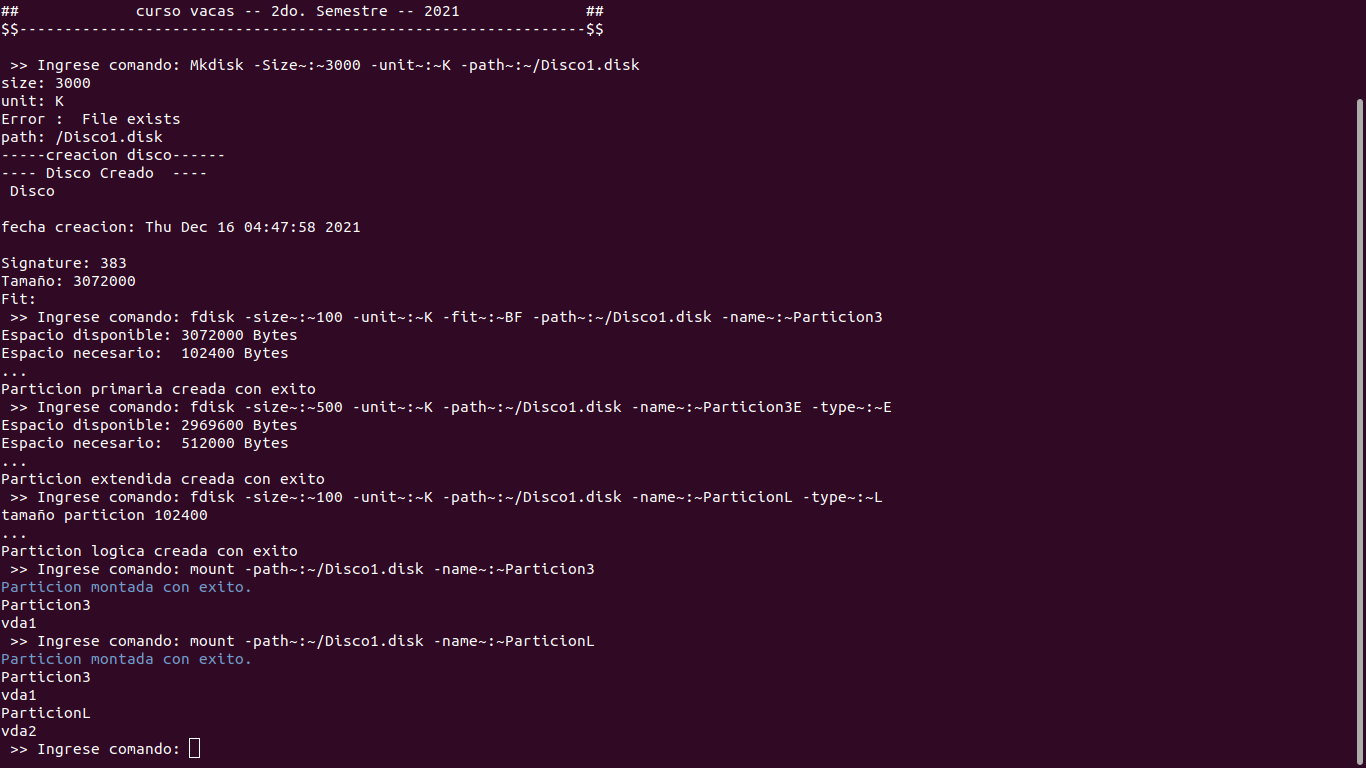 ##             curso vacas -- 2do. Semestre -- 2021              ##
$$---------------------------------------------------------------$$
 >> Ingrese comando: Mkdisk -Size~:~3000 -unit~:~K -path~:~/Disco1.disk
size: 3000
unit: K
Error :  File exists
path: /Disco1.disk
-----creacion disco------
---- Disco Creado  ----
 Disco
fecha creacion: Thu Dec 16 04:47:58 2021
Signature: 383
Tamaño: 3072000
Fit:
 >> Ingrese comando: fdisk -size~:~100 -unit~:~K -fit~:~BF -path~:~/Disco1.disk -name~:~Particion3
Espacio disponible: 3072000 Bytes
Espacio necesario:  102400 Bytes
...
Particion primaria creada con exito
 >> Ingrese comando: fdisk -size~:~500 -unit~:~K -path~:~/Disco1.disk -name~:~Particion3E -type~:~E
Espacio disponible: 2969600 Bytes
Espacio necesario:  512000 Bytes
...
Particion extendida creada con exito
 >> Ingrese comando: fdisk -size~:~100 -unit~:~K -path~:~/Disco1.disk -name~:~ParticionL -type~:~L
tamaño particion 102400
...
Particion logica creada con exito
 >> Ingrese comando: mount -path~:~/Disco1.disk -name~:~Particion3
Particion montada con exito.
Particion3
vda1
 >> Ingrese comando: mount -path~:~/Disco1.disk -name~:~ParticionL
Particion montada con exito.
Particion3
vda1
ParticionL
vda2
 >> Ingrese comando: